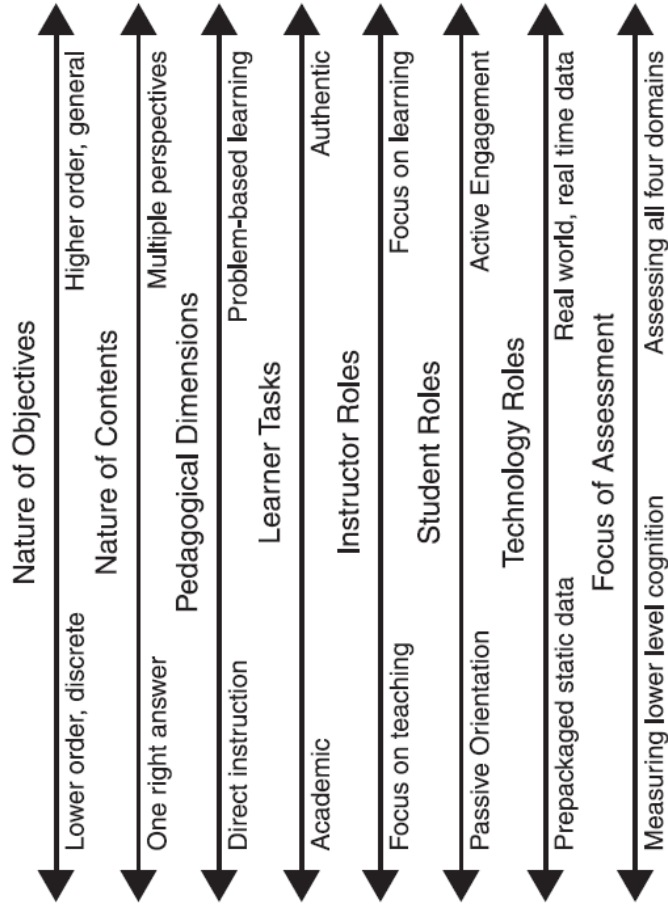 Nature of Objectives
Lower order, discrete Higher order, general
Nature of Contents
One right answer Multiple perspectives
Pedagogical Dimensions
Direct instruction Problem-based learning
Learner Tasks
Academic Authentic
Instructor Roles
Focus on teaching Focus on learning
Student Roles
Passive Orientation Active Engagement
Technology Roles
Prepackaged static data Real world, real time data
Focus of Assessment
Measuring lower level cognition Assessing all four domains